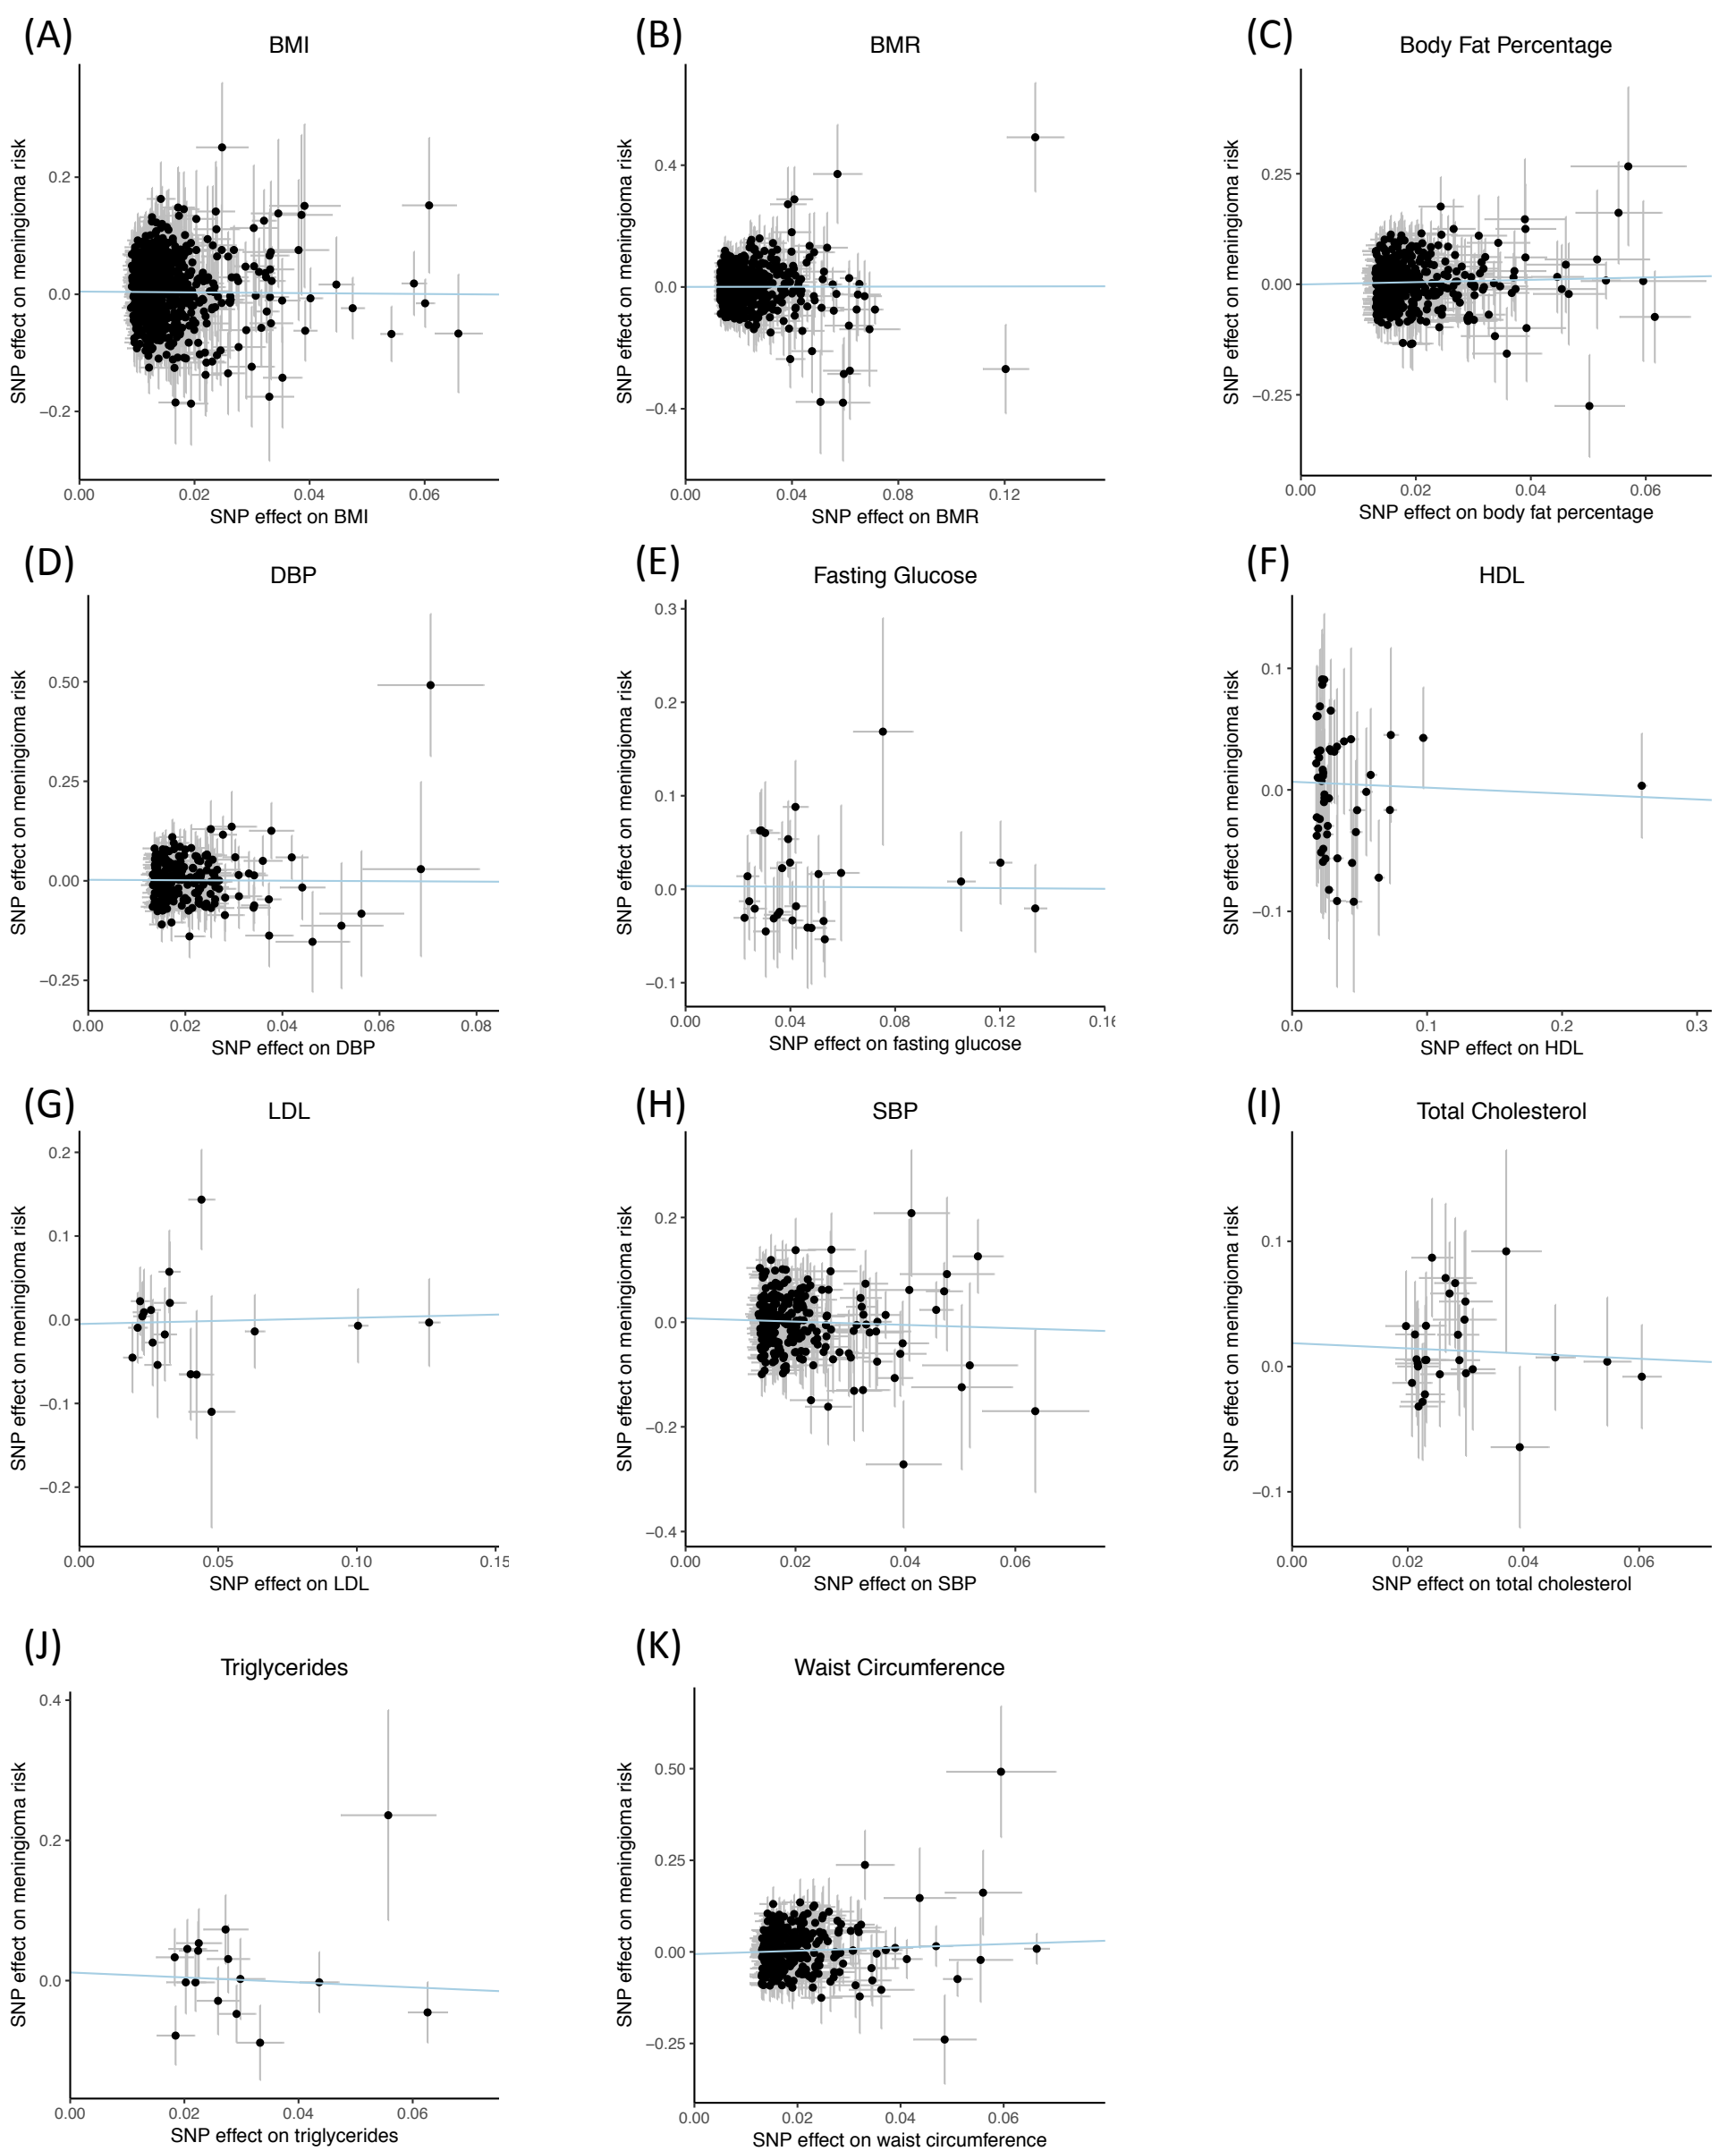 (A) BMI
SNP effect on meningioma risk
0.2
0.0
−0.2
0.00 0.02 0.04 0.06
SNP effect on BMI
(B) BMR
SNP effect on meningioma risk
0.4
0.0
−0.4
0.00 0.04 0.08 0.12
SNP effect on BMR
(C) Body Fat Percentage
SNP effect on meningioma risk
0.25
0.00
−0.25
0.00 0.02 0.04 0.06
SNP effect on body fat percentage
(D) DBP
SNP effect on meningioma risk
0.50
0.25
0.00
−0.25
0.00 0.02 0.04 0.06 0.08
SNP effect on DBP
(E) Fasting Glucose
SNP effect on meningioma risk
0.3
0.2
0.1
0.0
−0.1
0.00 0.04 0.08 0.12 0.16
SNP effect on fasting glucose
(F) HDL
SNP effect on meningioma risk
0.1
0.0
−0.1
0.0 0.1 0.2 0.3
SNP effect on HDL
(G) LDL
SNP effect on meningioma risk
0.2
0.1
0.0
−0.1
−0.2
0.00 0.05 0.10 0.15
SNP effect on LDL
(H) SBP
SNP effect on meningioma risk
0.2
0.0
−0.2
−0.4
0.00 0.02 0.04 0.06
SNP effect on SBP
(I) Total Cholesterol
SNP effect on meningioma risk
0.1
0.0
−0.1
0.00 0.02 0.04 0.06
SNP effect on total cholesterol
(J) Triglycerides
SNP effect on meningioma risk
0.4
0.2
0.0
0.00 0.02 0.04 0.06
SNP effect on triglycerides
(K) Waist Circumference
SNP effect on meningioma risk
0.50
0.25
0.00
−0.25
0.00 0.02 0.04 0.06
SNP effect on waist circumference